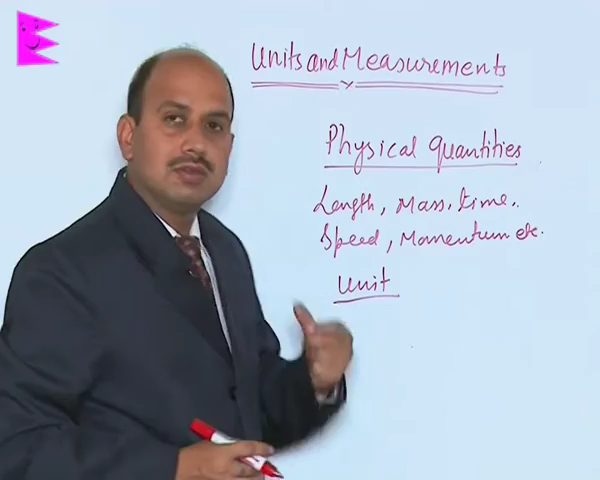 Units and Measurements
Physical Quantities
Length, Mass, time..
Speed, Momentum etc.
Unit